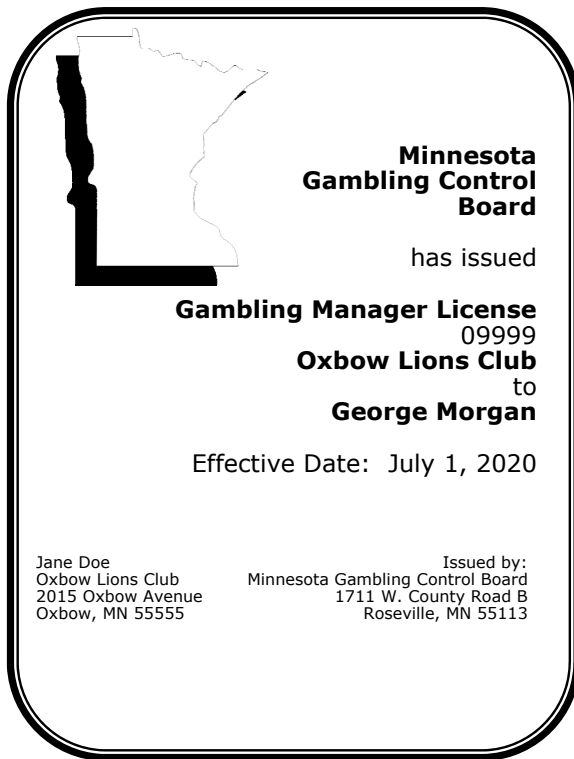 Minnesota
Gambling Control
Board
has issued
Gambling Manager License
09999
Oxbow Lions Club
to
George Morgan
Effective Date:  July 1, 2020
Jane Doe
Oxbow Lions Club
2015 Oxbow Avenue
Oxbow, MN 55555
Issued by:
Minnesota Gambling Control Board
1711 W. County Road B
Roseville, MN 55113